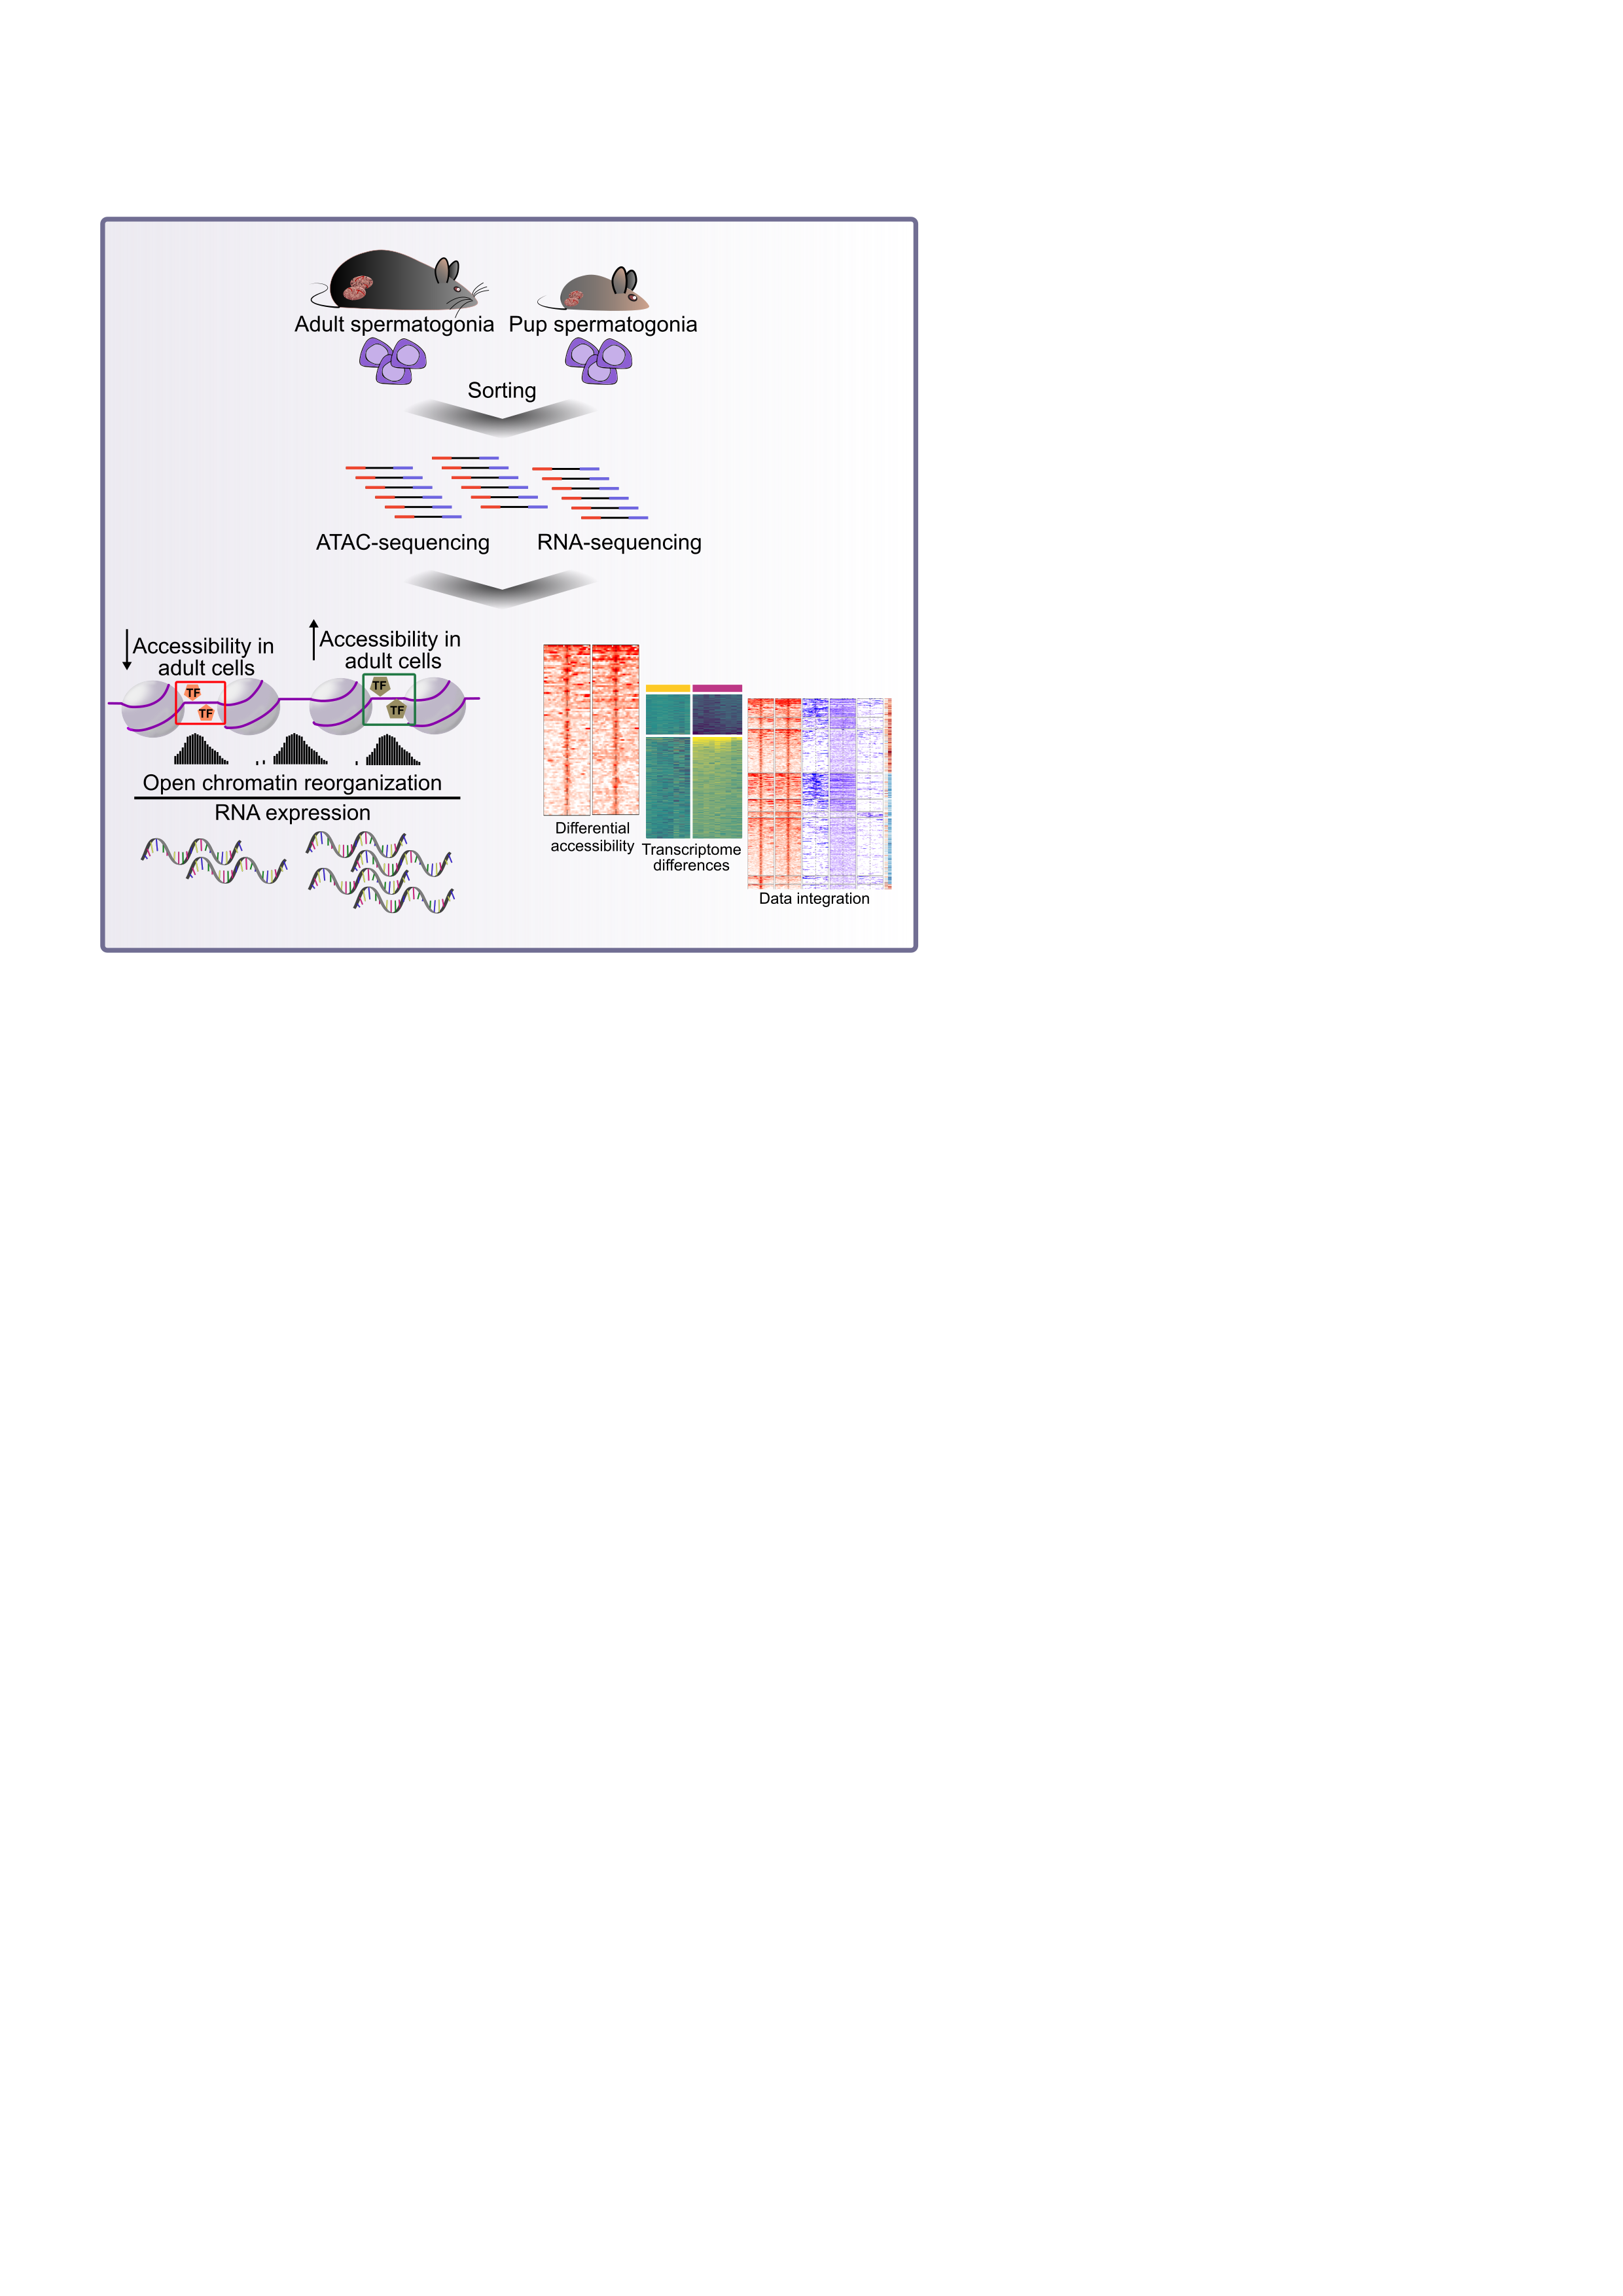 Adult spermatogonia
Pup spermatogonia
Sorting
ATAC-sequencing
RNA-sequencing
Accessibility in
adult cells
Accessibility in
adult cells
TF
TF
TF
TF
Open chromatin reorganization
RNA expression
Differential
accessibility
Transcriptome
differences
Data integration